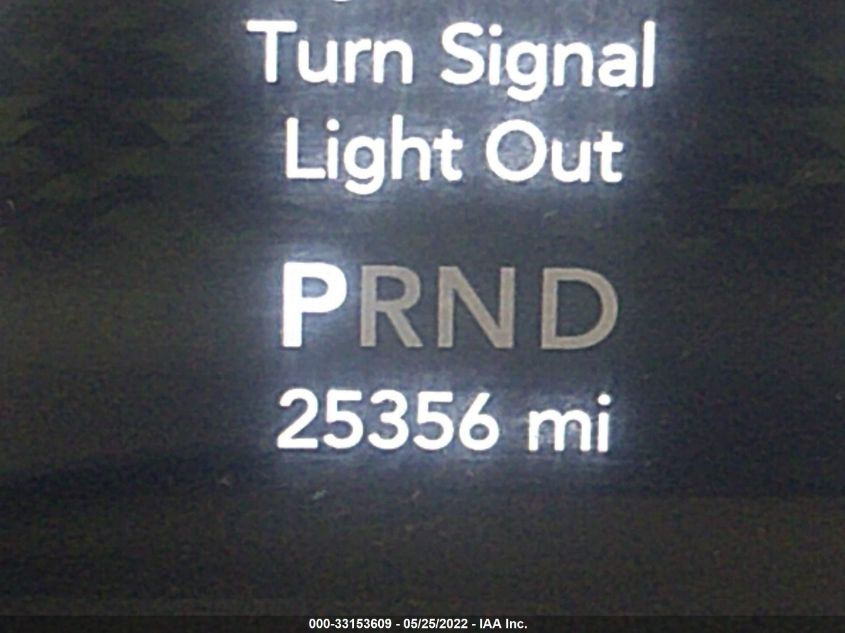 Turn Signal
Light Out
PRND
25356 mi
000-33153609 - 05/25/2022 - IAA Inc.